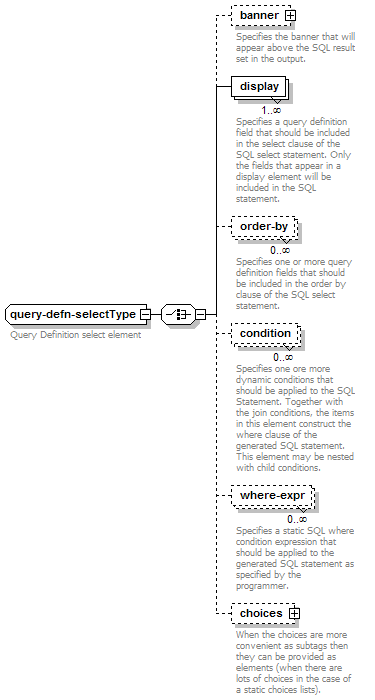 banner
Specifies the banner that will
appear above the SQL result
set in the output.
display
1..∞
Specifies a query definition
field that should be included
in the select clause of the
SQL select statement. Only
the fields that appear in a
display element will be
included in the SQL
statement.
order-by
0..∞
Specifies one or more query
definition fields that should
be included in the order by
clause of the SQL select
statement.
query-defn-selectType
Query Definition select element
condition
0..∞
Specifies one ore more
dynamic conditions that
should be applied to the SQL
Statement. Together with
the join conditions, the items
in this element construct the
where clause of the
generated SQL statement.
This element may be nested
with child conditions.
where-expr
0..∞
Specifies a static SQL where
condition expression that
should be applied to the
generated SQL statement as
specified by the
programmer.
choices
When the choices are more
convenient as subtags then
they can be provided as
elements (when there are
lots of choices in the case of
a static choices lists).